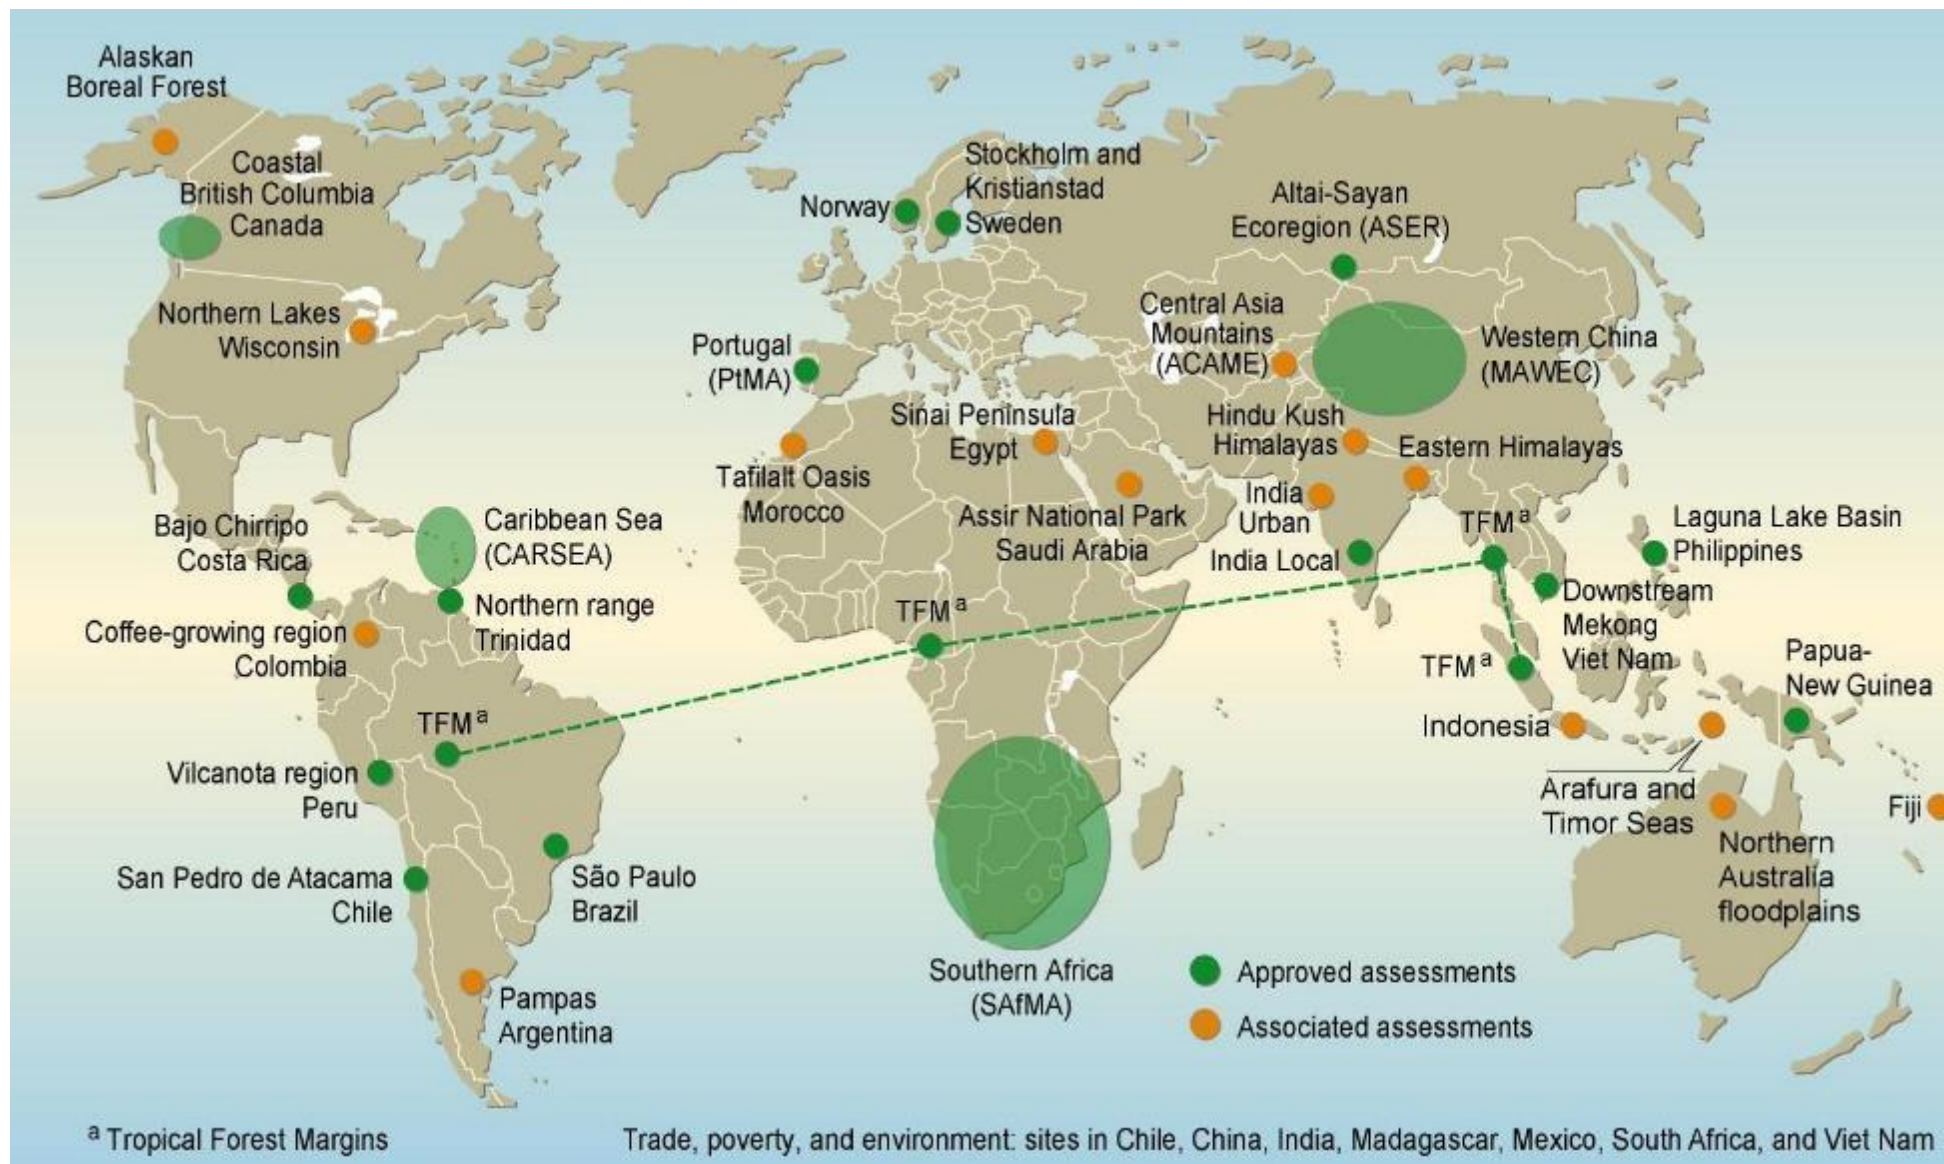 Alaskan
Boreal Forest
Coastal
British Columbia
Canada
Northern Lakes
Wisconsin
Bajo Chirripo
Costa Rica
Coffee-growing region
Colombia
Caribbean Sea
(CARSEA)
Northern range
Trinidad
TFM a
Vilcanota region
Peru
San Pedro de Atacama
Chile
São Paulo
Brazil
Pampas
Argentina
Norway
Stockholm and
Kristianstad
Sweden
Portugal
(PtMA)
Tafilalt Oasis
Morocco
Sinai Peninsula
Egypt
Assir National Park
Saudi Arabia
TFM a
Southern Africa
(SAfMA)
Altai-Sayan
Ecoregion (ASER)
Central Asia
Mountains
(ACAME)
Western China
(MAWEC)
Hindu Kush
Himalayas
Eastern Himalayas
India
Urban
India Local
TFM a
Laguna Lake Basin
Philippines
Downstream
Mekong
Viet Nam
TFM a
Papua-
New Guinea
Indonesia
Arafura and
Timor Seas
Fiji
Northern
Australia
floodplains
Approved assessments
Associated assessments
a Tropical Forest Margins
Trade, poverty, and environment: sites in Chile, China, India, Madagascar, Mexico, South Africa, and Viet Nam